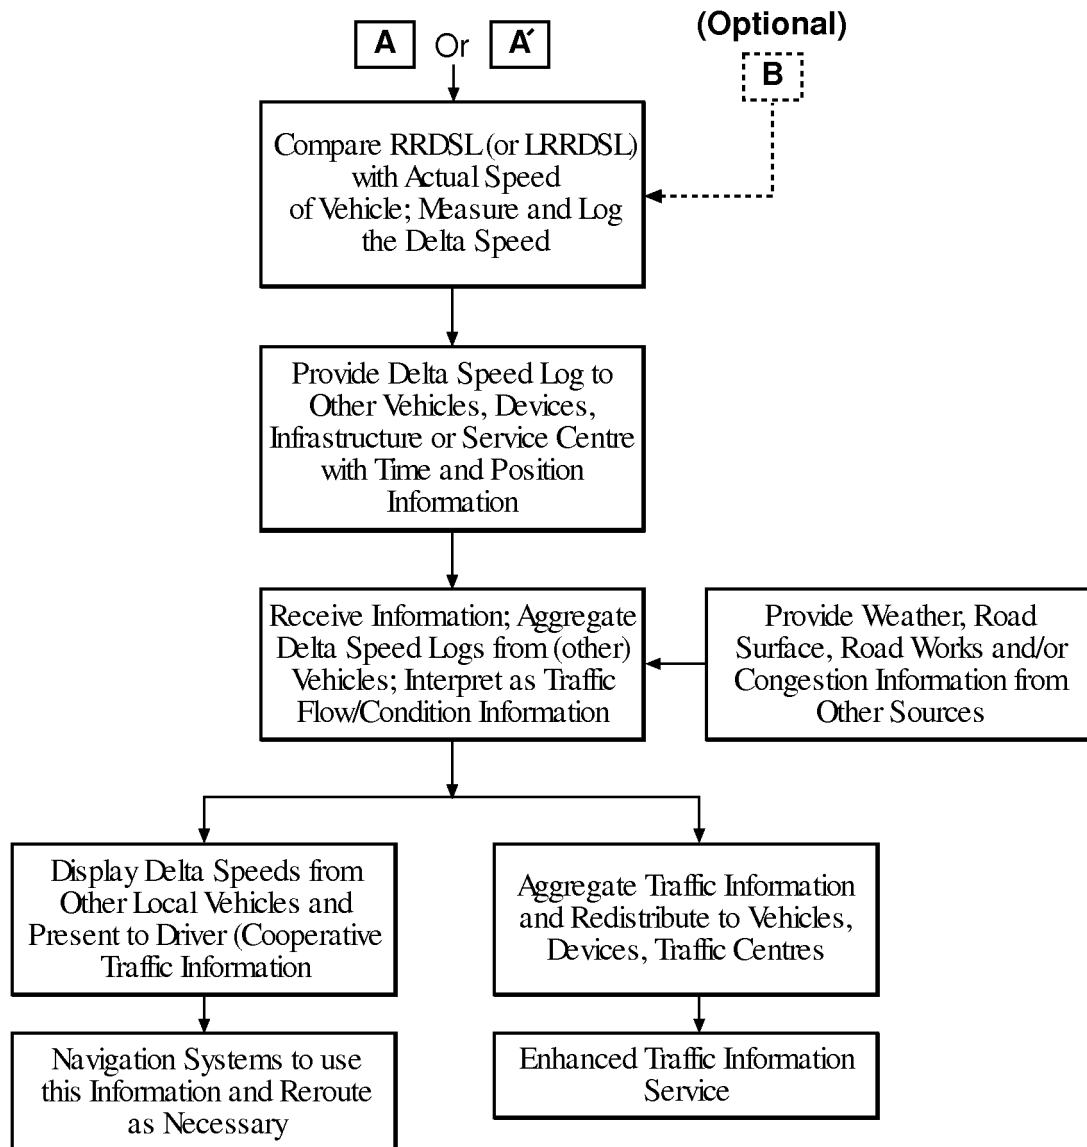 A Or A´
(Optional)
B
Compare RRDSL (or LRRDSL)
with Actual Speed
of Vehicle; Measure and Log
the Delta Speed
Provide Delta Speed Log to
Other Vehicles, Devices,
Infrastructure or Service Centre
with Time and Position
Information
Receive Information; Aggregate
Delta Speed Logs from (other)
Vehicles; Interpret as Traffic
Flow/Condition Information
Provide Weather, Road
Surface, Road Works and/or
Congestion Information from
Other Sources
Display Delta Speeds from
Other Local Vehicles and
Present to Driver (Cooperative
Traffic Information
Aggregate Traffic Information
and Redistribute to Vehicles,
Devices, Traffic Centres
Navigation Systems to use
this Information and Reroute
as Necessary
Enhanced Traffic Information
Service